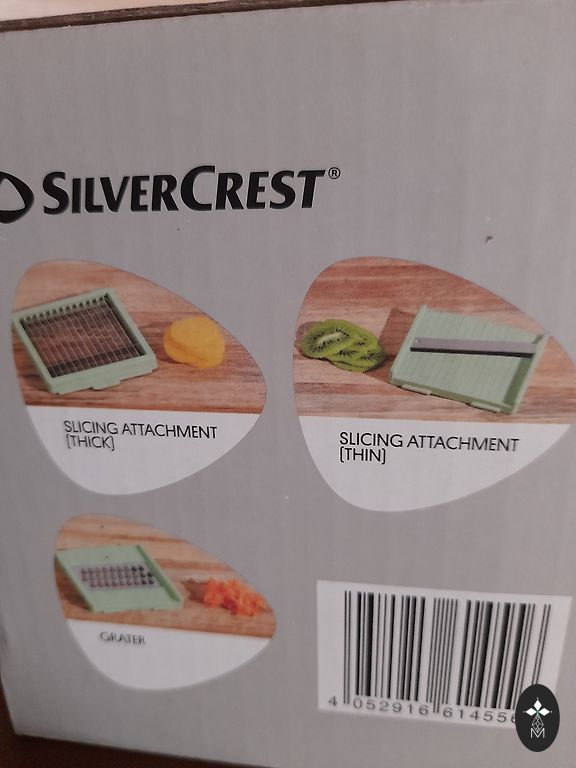 SILVERCREST®
SLICING ATTACHMENT
(THICK)
SLICING ATTACHMENT
(THIN)
GRATER
4 052916 61455
M